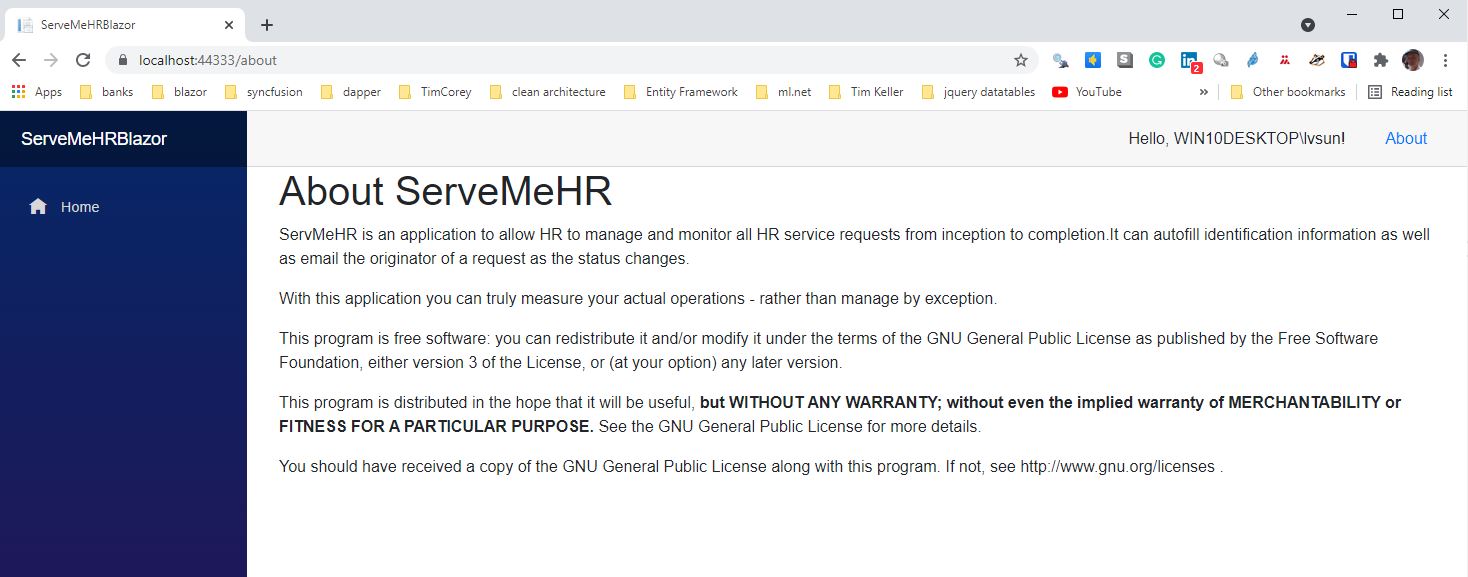 ServeMeHRBlazor
localhost:44333/about
2
Apps banks blazor syncfusion dapper TimCorey clean architecture Entity Framework ml.net Tim Keller jquery datatables YouTube » Other bookmarks Reading list
ServeMeHRBlazor
Hello, WIN10DESKTOP\lvsun! About
Home
About ServeMeHR
ServMeHR is an application to allow HR to manage and monitor all HR service requests from inception to completion.It can autofill identification information as well
as email the originator of a request as the status changes.
With this application you can truly measure your actual operations - rather than manage by exception.
This program is free software: you can redistribute it and/or modify it under the terms of the GNU General Public License as published by the Free Software
Foundation, either version 3 of the License, or (at your option) any later version.
This program is distributed in the hope that it will be useful, but WITHOUT ANY WARRANTY; without even the implied warranty of MERCHANTABILITY or
FITNESS FOR A PARTICULAR PURPOSE. See the GNU General Public License for more details.
You should have received a copy of the GNU General Public License along with this program. If not, see http://www.gnu.org/licenses .